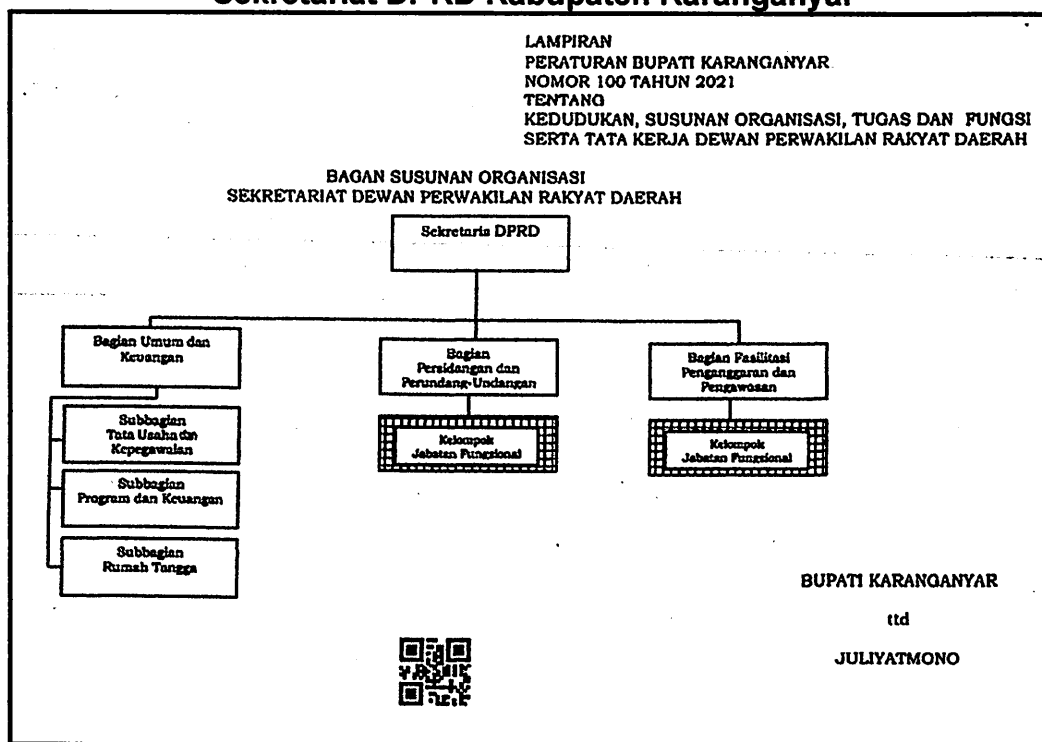 Sekretariat DPRD Kabupaten Karanganyar
LAMPIRAN
PERATURAN BUPATI KARANGANYAR
NOMOR 100 TAHUN 2021
TENTANG
KEDUDUKAN, SUSUNAN ORGANISASI, TUGAS DAN FUNGSI
SERTA TATA KERJA DEWAN PERWAKILAN RAKYAT DAERAH
BAGAN SUSUNAN ORGANISASI
SEKRETARIAT DEWAN PERWAKILAN RAKYAT DAERAH
Sekretaris DPRD
Bagian Umum dan
Keuangan
Bagian
Persidangan dan
Perundang-Undangan
Bagian Fasilitasi
Penganggaran dan
Pengawasan
Subbagian
Tata Usaha dan
Kepegawaian
Kelompok
Jabatan Fungsional
Kelompok
Jabatan Fungsional
Subbagian
Program dan Keuangan
Subbagian
Rumah Tangga
BUPATI KARANGANYAR
ttd
JULIYATMONO